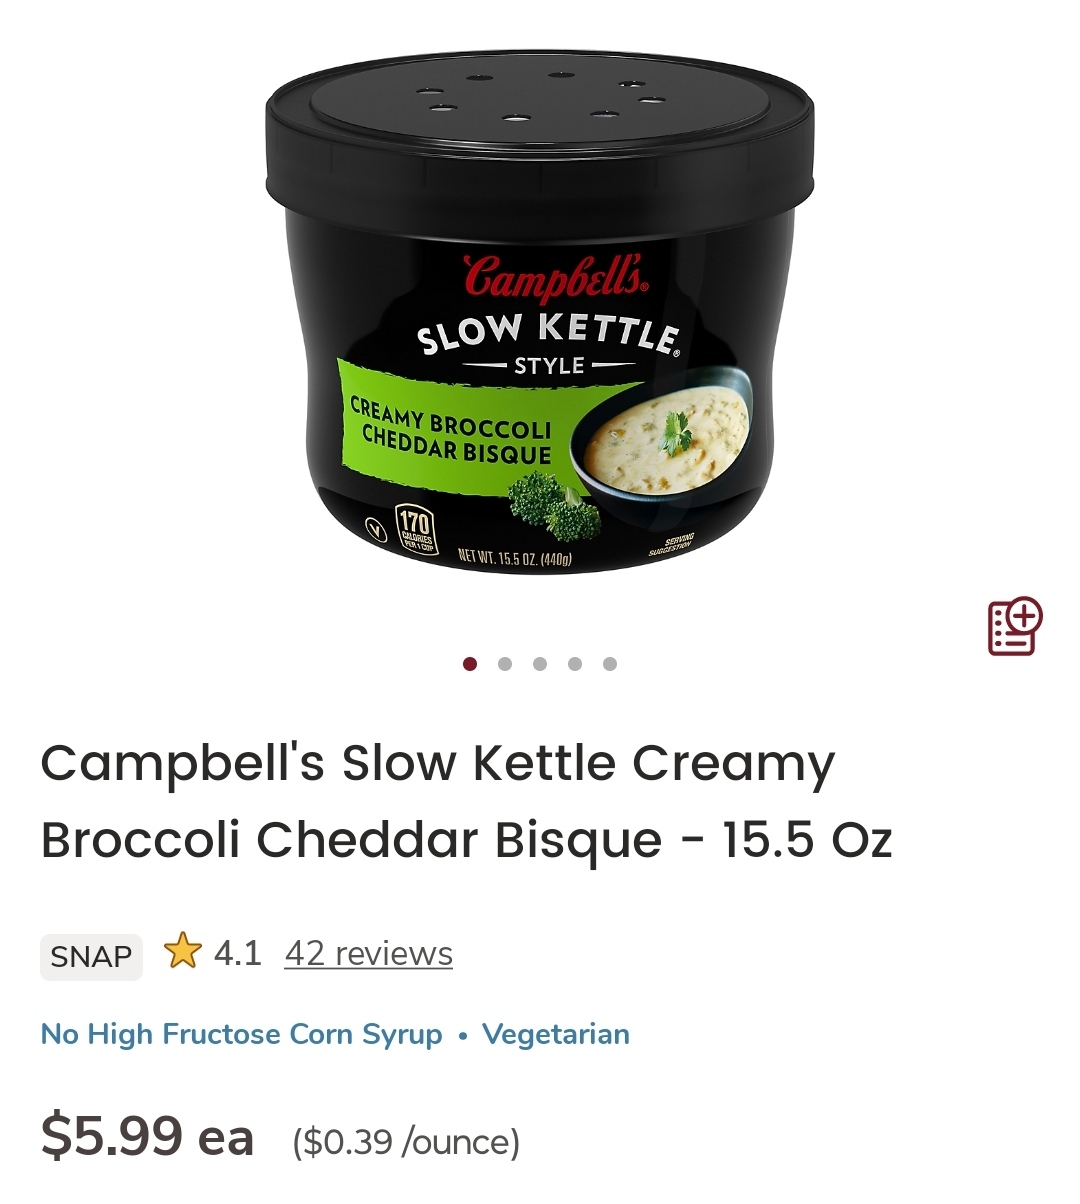 Campbell's®
SLOW KETTLE®
STYLE
CREAMY BROCCOLI
CHEDDAR BISQUE
V
170
CALORIES
PER 1 CUP
NET WT. 15.5 OZ. (440g)
SERVING
SUGGESTION
Campbell's Slow Kettle Creamy
Broccoli Cheddar Bisque - 15.5 Oz
SNAP 4.1 42 reviews
No High Fructose Corn Syrup • Vegetarian
$5.99 ea ($0.39 /ounce)